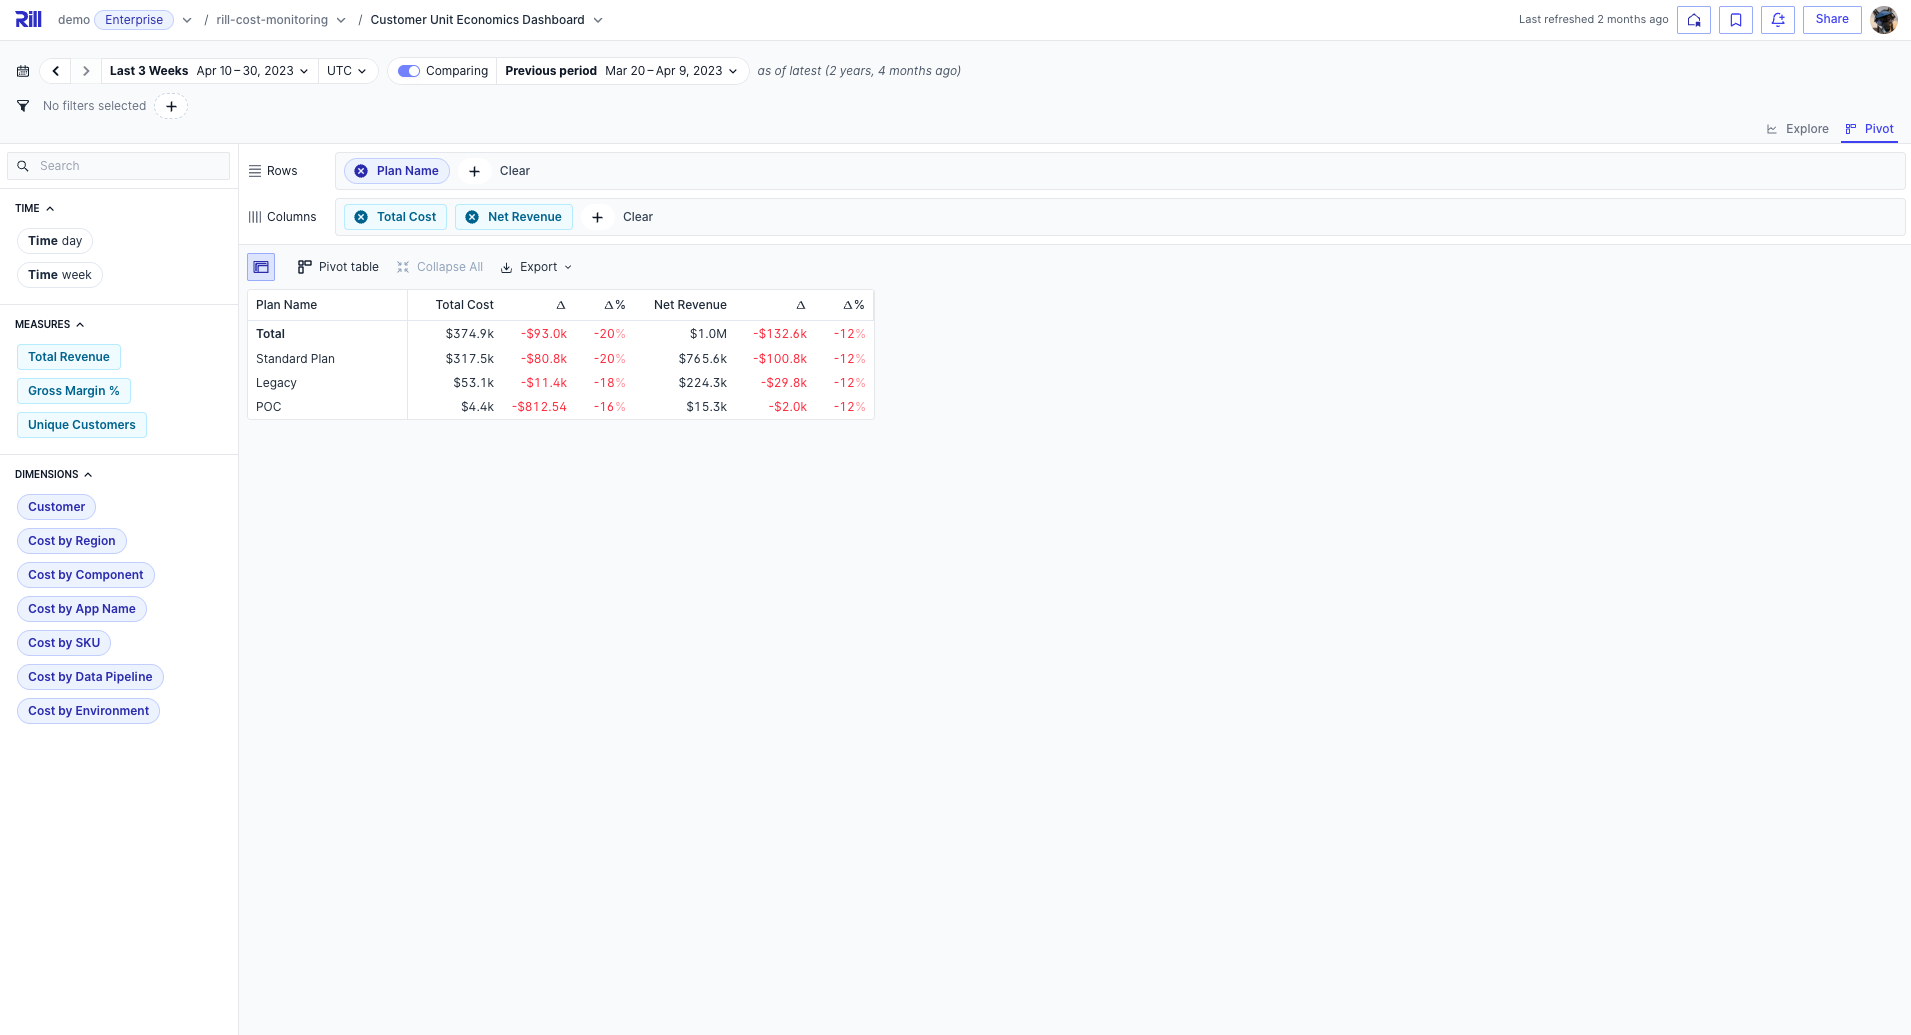 Rill demo Enterprise / rill-cost-monitoring / Customer Unit Economics Dashboard Last refreshed 2 months ago Share
Last 3 Weeks Apr 10 – 30, 2023 UTC Comparing Previous period Mar 20 – Apr 9, 2023 as of latest (2 years, 4 months ago)
No filters selected +
Explore Pivot
Search
TIME
Time day
Time week
MEASURES
Total Revenue
Gross Margin %
Unique Customers
DIMENSIONS
Customer
Cost by Region
Cost by Component
Cost by App Name
Cost by SKU
Cost by Data Pipeline
Cost by Environment
Rows Plan Name + Clear
Columns Total Cost Net Revenue + Clear
Pivot table Collapse All Export
Plan Name Total Cost Δ Δ% Net Revenue Δ Δ%
Total $374.9k -$93.0k -20% $1.0M -$132.6k -12%
Standard Plan $317.5k -$80.8k -20% $765.6k -$100.8k -12%
Legacy $53.1k -$11.4k -18% $224.3k -$29.8k -12%
POC $4.4k -$812.54 -16% $15.3k -$2.0k -12%